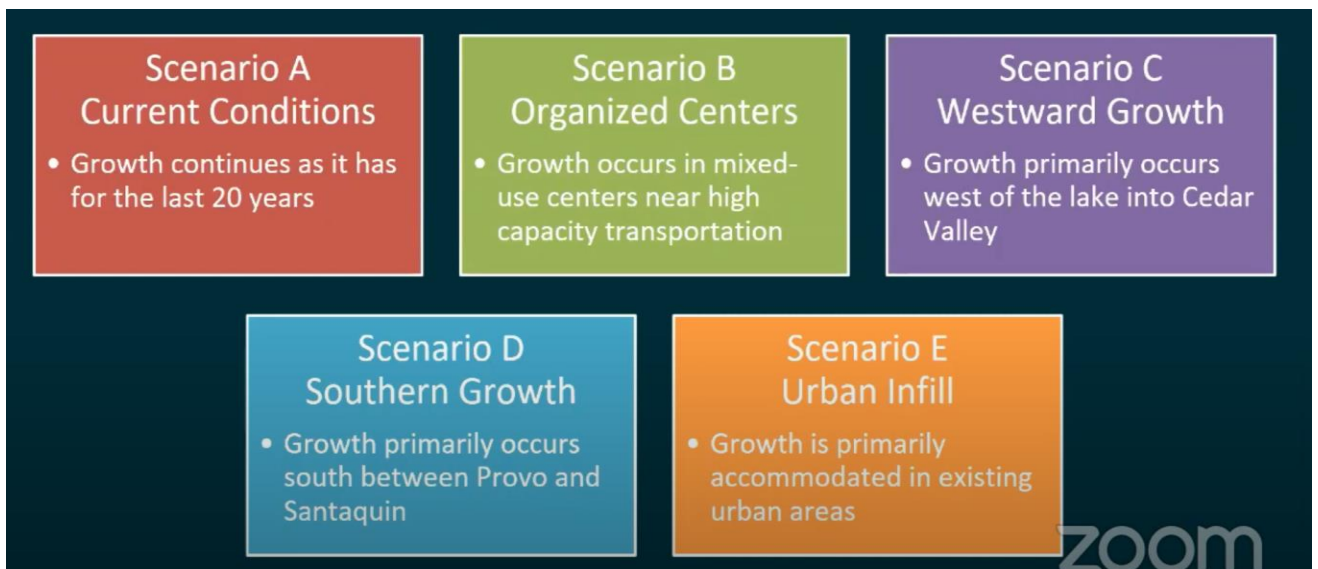 Scenario A
Current Conditions
• Growth continues as it has
for the last 20 years
Scenario B
Organized Centers
• Growth occurs in mixed-
use centers near high
capacity transportation
Scenario C
Westward Growth
• Growth primarily occurs
west of the lake into Cedar
Valley
Scenario D
Southern Growth
• Growth primarily occurs
south between Provo and
Santaquin
Scenario E
Urban Infill
• Growth is primarily
accommodated in existing
urban areas
zoom